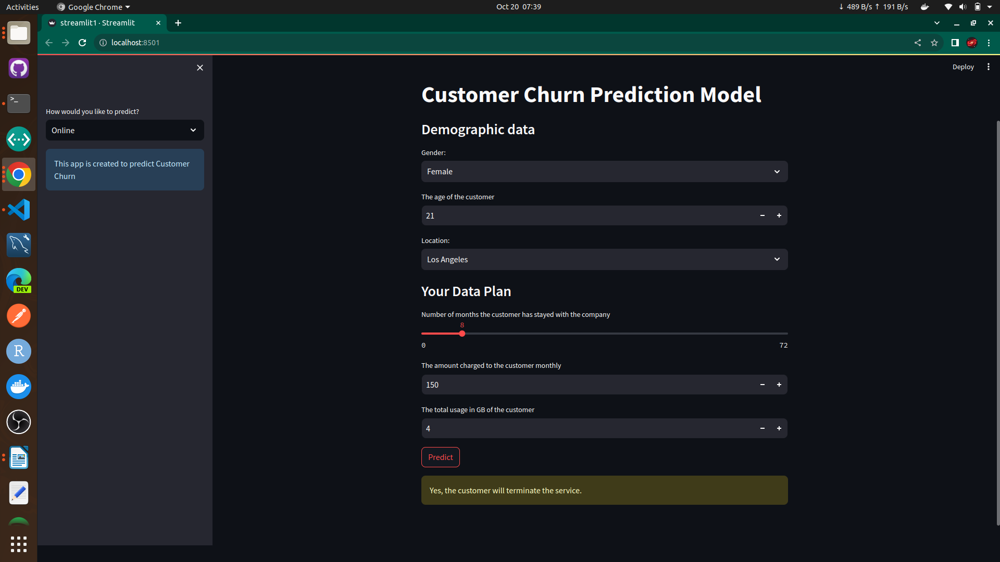 Activities
Google Chrome
Oct 20 07:39
↓ 489 B/s ↑ 191 B/s
streamlit1 · Streamlit
localhost:8501
Deploy
How would you like to predict?
Online
This app is created to predict Customer
Churn
Customer Churn Prediction Model
Demographic data
Gender:
Female
The age of the customer
21
Location:
Los Angeles
Your Data Plan
Number of months the customer has stayed with the company
8
0
72
The amount charged to the customer monthly
150
The total usage in GB of the customer
4
Predict
Yes, the customer will terminate the service.
>_
DEV
R